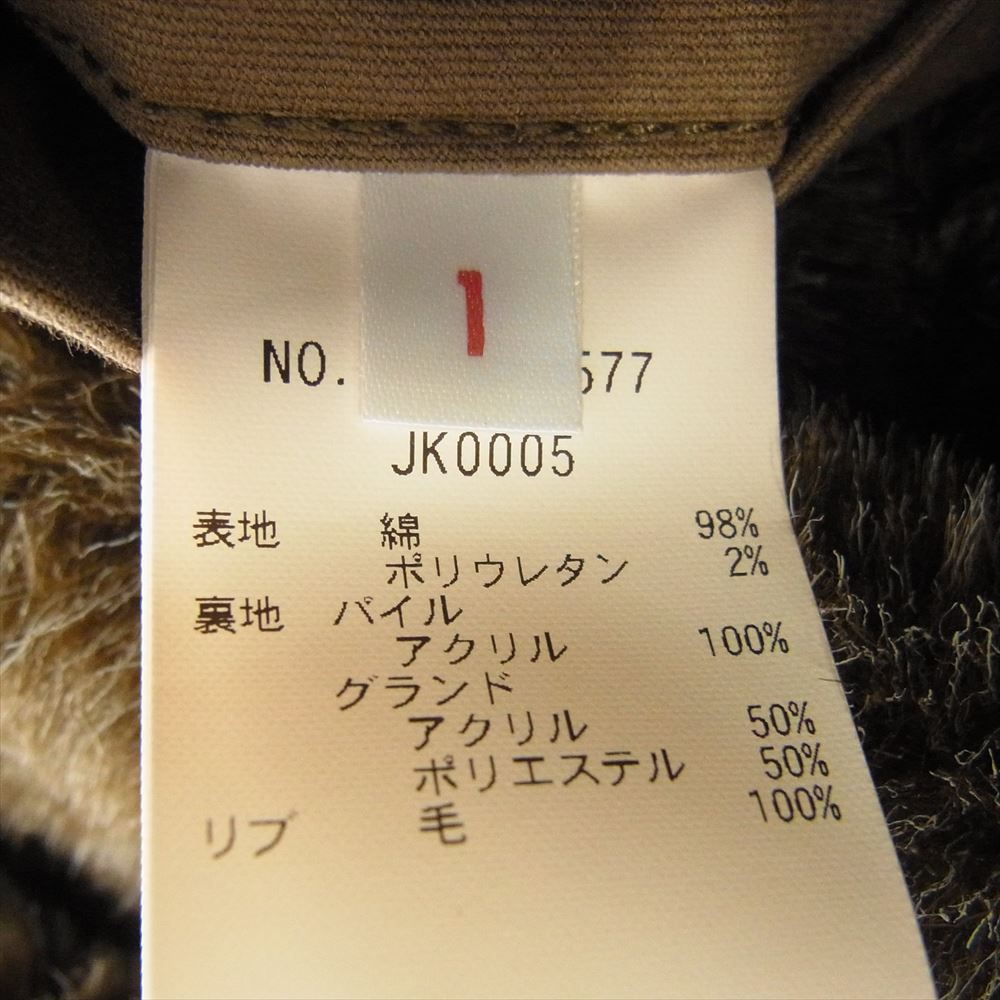 1
NO. 577
JK0005
表地 綿 98%
ポリウレタン 2%
裏地 パイル
アクリル 100%
グランド
アクリル 50%
ポリエステル 50%
リブ 毛 100%